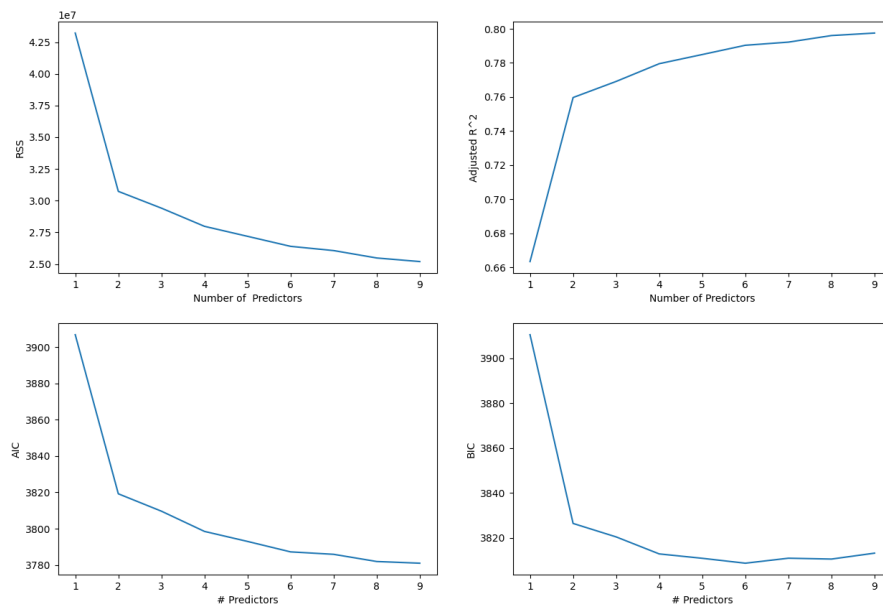 1e7
4.25
4.00
3.75
3.50
3.25
3.00
2.75
2.50
RSS
1 2 3 4 5 6 7 8 9
Number of  Predictors
0.80
0.78
0.76
0.74
0.72
0.70
0.68
0.66
Adjusted R^2
1 2 3 4 5 6 7 8 9
Number of Predictors
3900
3880
3860
3840
3820
3800
3780
AIC
1 2 3 4 5 6 7 8 9
# Predictors
3900
3880
3860
3840
3820
BIC
1 2 3 4 5 6 7 8 9
# Predictors